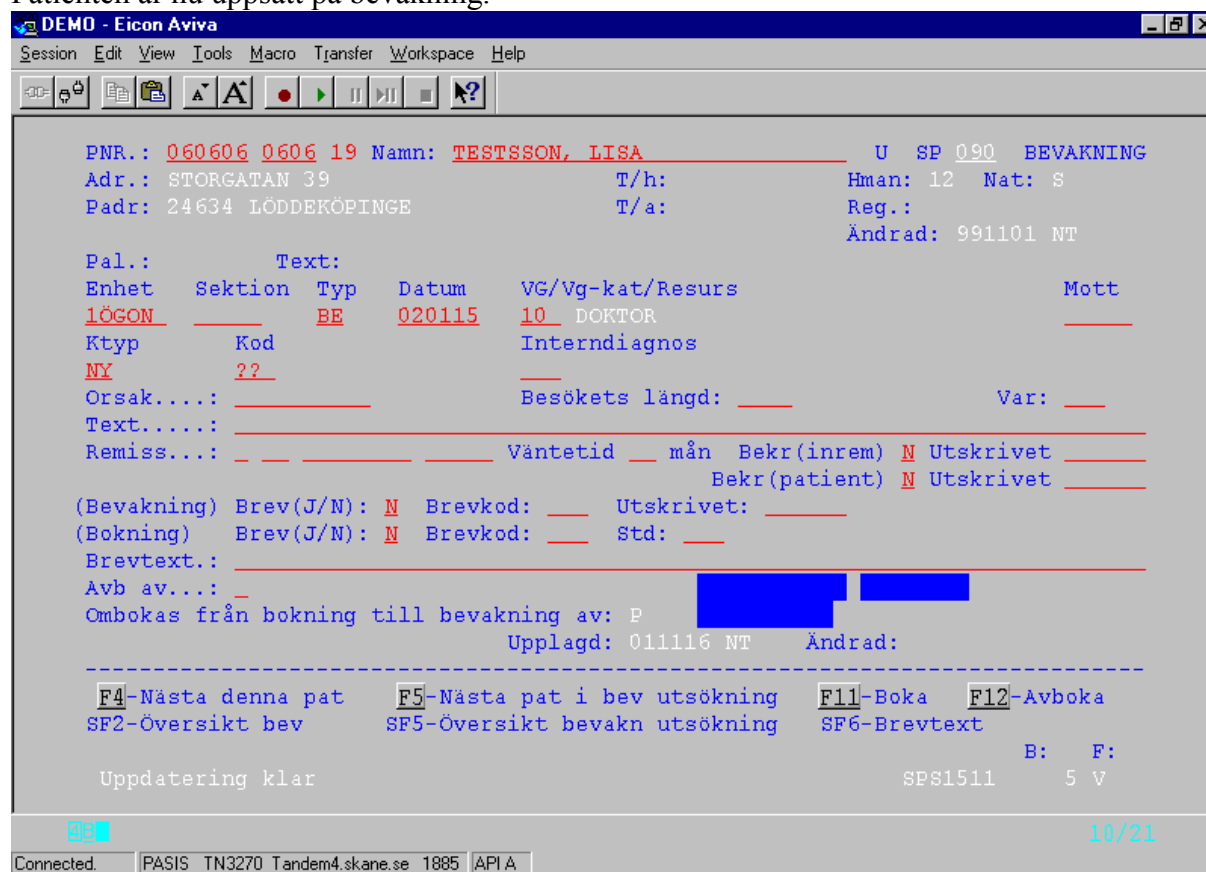 Patienten är nu uppsatt på bevakning.
DEMO - Eicon Aviva
Session Edit View Tools Macro Transfer Workspace Help
PNR.: 060606 0606 19 Namn: TESTSSON, LISA U SP 090 BEVAKNING
Adr.: STORGATAN 39 T/h: Hman: 12 Nat: S
Padr: 24634 LÖDDEKÖPINGE T/a: Reg.:
Ändrad: 991101 NT
Pal.: Text:
Enhet Sektion Typ Datum VG/Vg-kat/Resurs Mott
1ÖGON BE 020115 10 DOKTOR
Ktyp Kod Interndiagnos
NY ??
Orsak....: Besökets längd: Var:
Text.....:
Remiss...: Väntetid mån Bekr(inrem) N Utskrivet
Bekr(patient) N Utskrivet
(Bevakning) Brev(J/N): N Brevkod: Utskrivet:
(Bokning) Brev(J/N): N Brevkod: Std:
Brevtext.:
Avb av...:
Ombokas från bokning till bevakning av: P
Upplagd: 011116 NT Ändrad:
F4-Nästa denna pat F5-Nästa pat i bev utsökning F11-Boka F12-Avboka
SF2-Översikt bev SF5-Översikt bevakn utsökning SF6-Brevtext
B: F:
Uppdatering klar SPS1511 5 V
4B 10/21
Connected. PASIS TN3270 Tandem4.skane.se 1885 API A